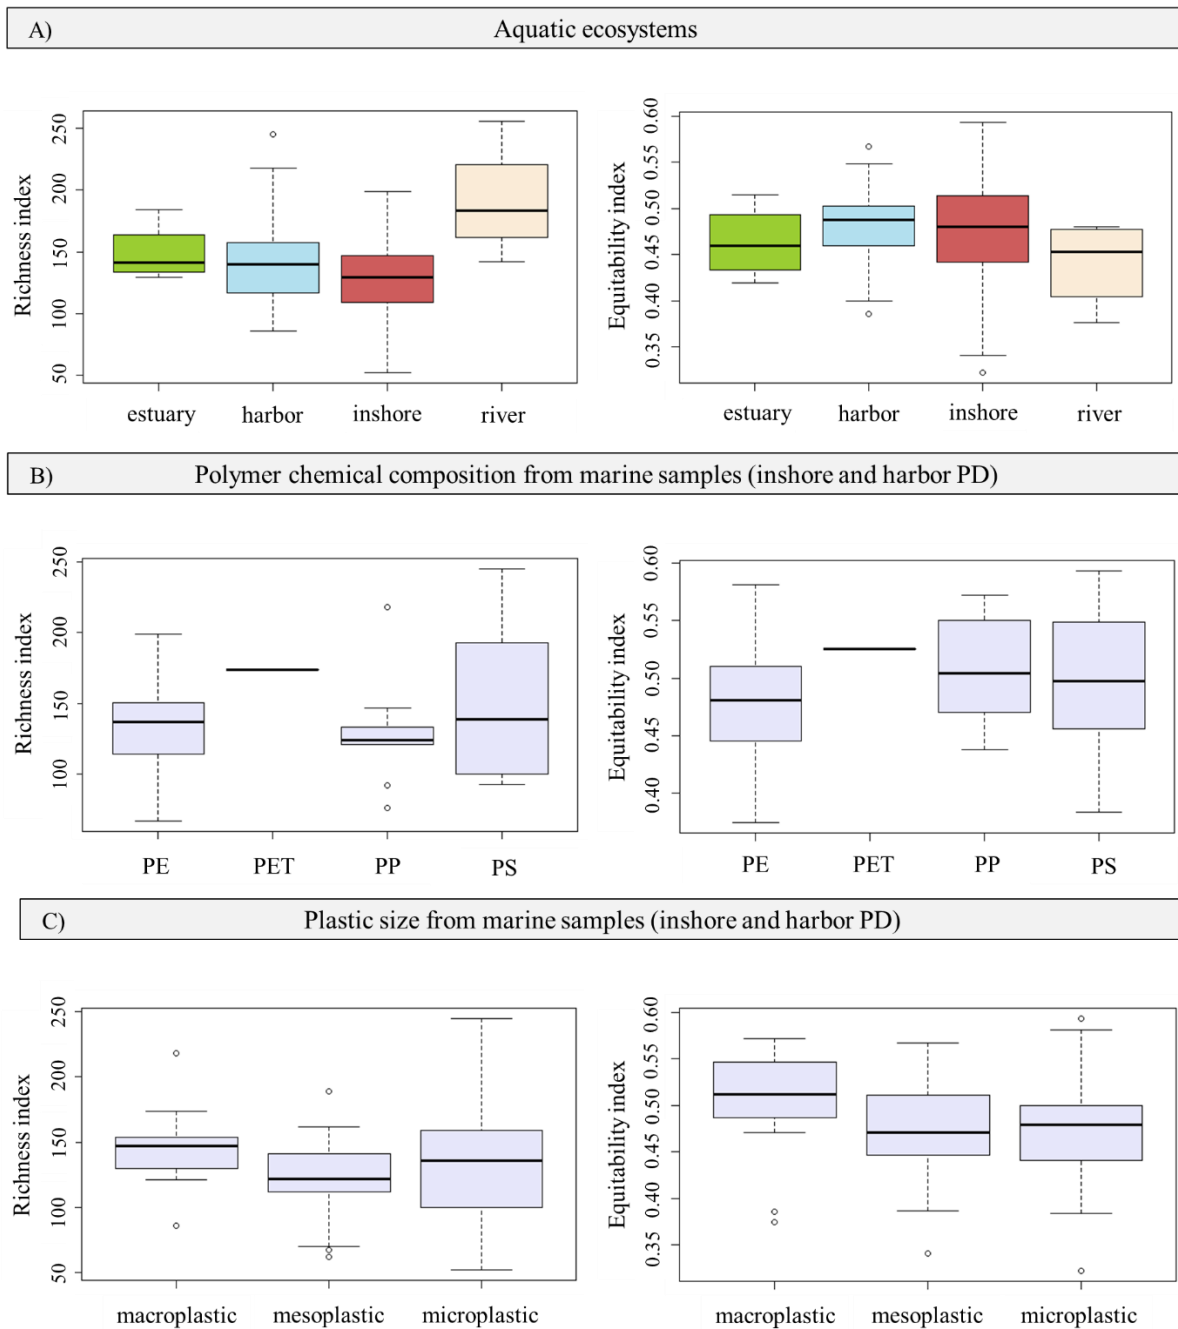 A) Aquatic ecosystems
Richness index
250
200
150
100
50
estuary harbor inshore river
Equitability index
0.60
0.55
0.50
0.45
0.40
0.35
estuary harbor inshore river
B) Polymer chemical composition from marine samples (inshore and harbor PD)
Richness index
250
200
150
100
PE PET PP PS
Equitability index
0.60
0.55
0.50
0.45
0.40
PE PET PP PS
C) Plastic size from marine samples (inshore and harbor PD)
Richness index
250
200
150
100
50
macroplastic mesoplastic microplastic
Equitability index
0.60
0.55
0.50
0.45
0.40
0.35
macroplastic mesoplastic microplastic